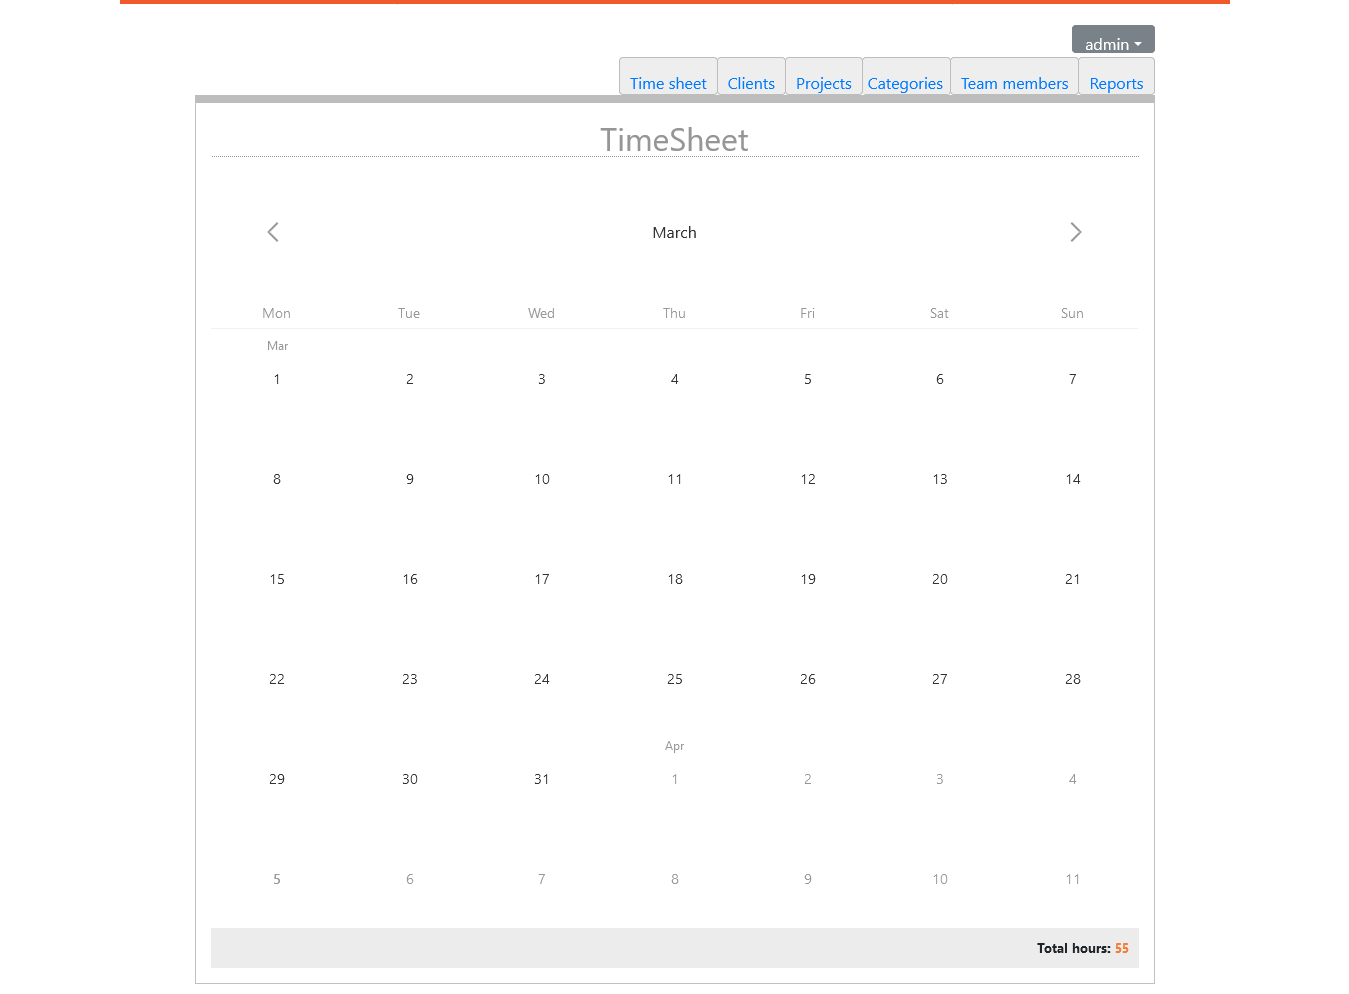 admin
Time sheet Clients Projects Categories Team members Reports
TimeSheet
March
Mon Tue Wed Thu Fri Sat Sun
Mar
1 2 3 4 5 6 7
8 9 10 11 12 13 14
15 16 17 18 19 20 21
22 23 24 25 26 27 28
Apr
29 30 31 1 2 3 4
5 6 7 8 9 10 11
Total hours: 55